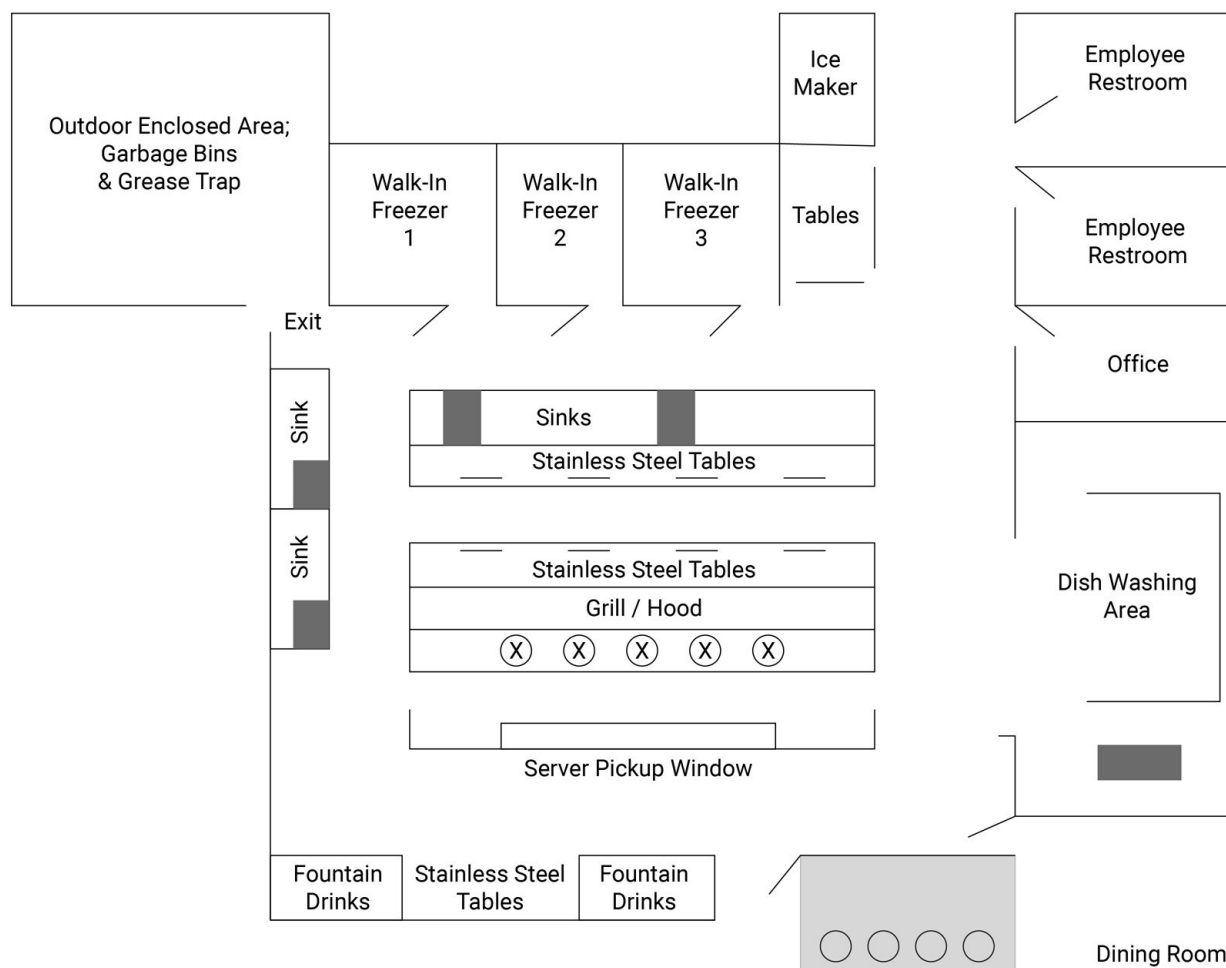 Ice
Maker
Employee
Restroom
Outdoor Enclosed Area;
Garbage Bins
& Grease Trap
Walk-In
Freezer
1
Walk-In
Freezer
2
Walk-In
Freezer
3
Tables
Employee
Restroom
Exit
Office
Sink
Sinks
Stainless Steel Tables
Sink
Stainless Steel Tables
Grill / Hood
X X X X X
Dish Washing
Area
Server Pickup Window
Fountain
Drinks
Stainless Steel
Tables
Fountain
Drinks
Dining Room